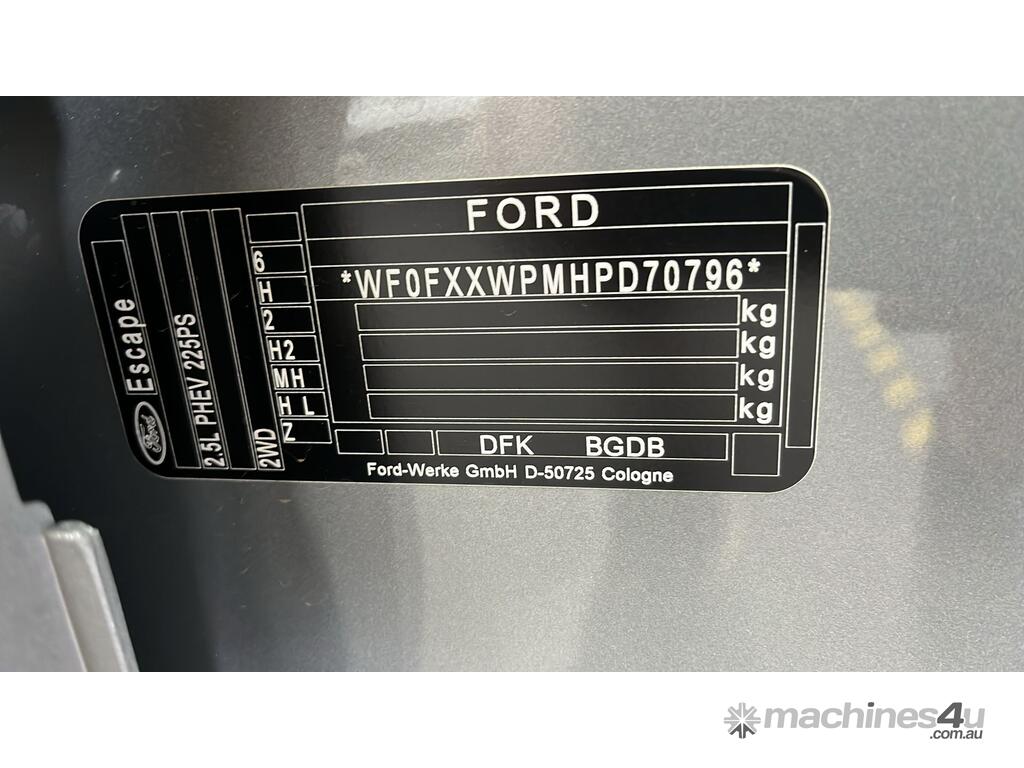 FORD
*WF0FXXWPMHPD70796*
kg
kg
kg
kg
DFK BGDB
Ford-Werke GmbH D-50725 Cologne
Ford
Escape
2.5L PHEV 225PS
2WD
6
H
2
H2
MH
H L
Z
machines4u
.com.au